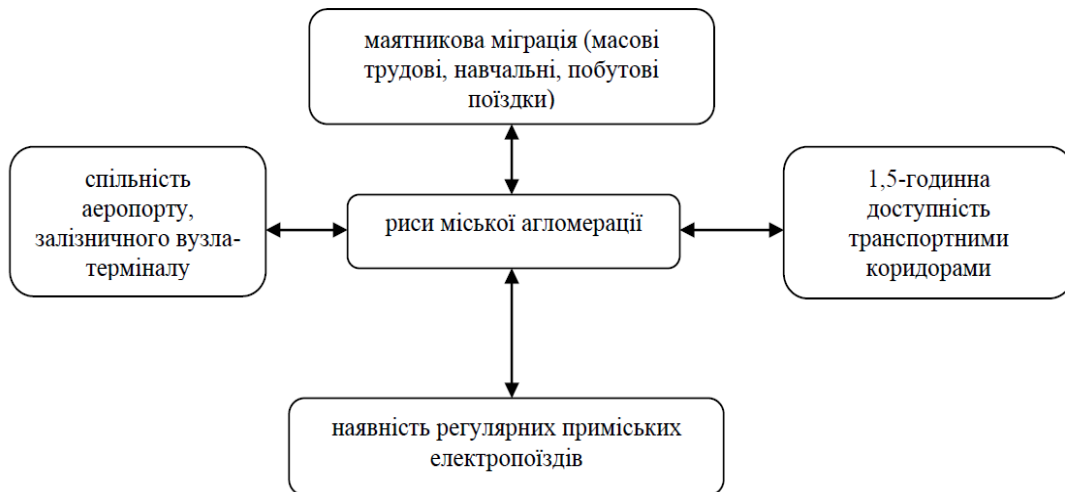 маятникова міграція (масові
трудові, навчальні, побутові
поїздки)
спільність
аеропорту,
залізничного вузла-
терміналу
риси міської агломерації
1,5-годинна
доступність
транспортними
коридорами
наявність регулярних приміських
електропоїздів